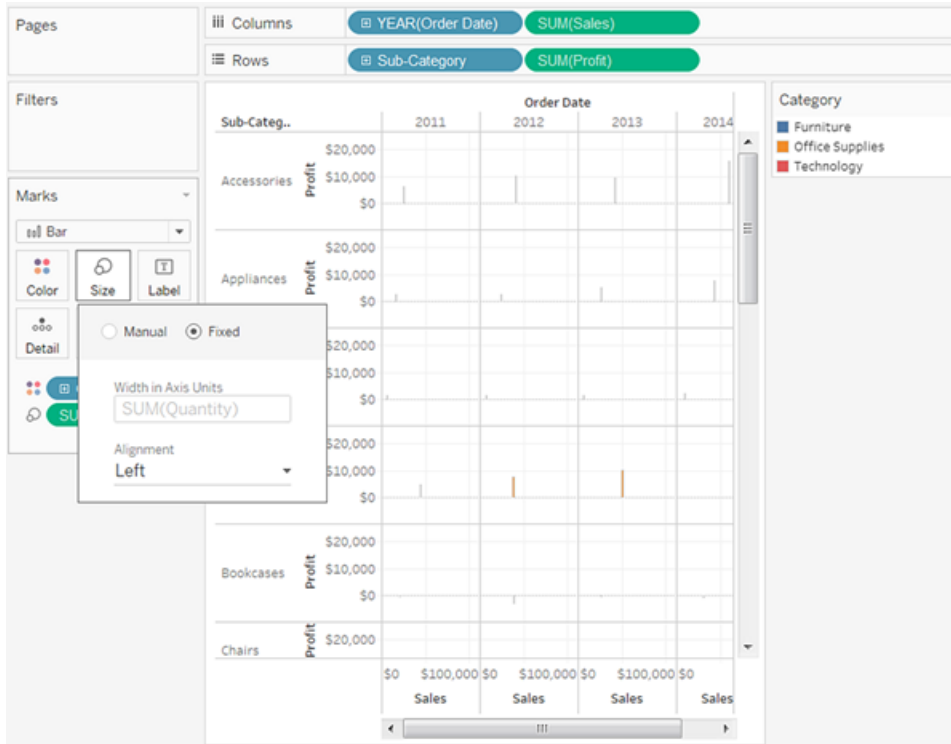 Pages
Columns
YEAR(Order Date) SUM(Sales)
Rows
Sub-Category SUM(Profit)
Filters
Marks
Bar
Color Size Label
Detail
SU
Manual Fixed
Width in Axis Units
SUM(Quantity)
Alignment
Left
Order Date
Sub-Categ.. 2011 2012 2013 2014
Accessories Profit $20,000 $10,000 $0
Appliances Profit $20,000 $10,000 $0
$20,000
$10,000
$0
$20,000
$10,000
$0
Bookcases Profit $20,000 $10,000 $0
Chairs Profit $20,000
$0 $100,000 $0 $100,000 $0 $100,000 $0
Sales Sales Sales Sales
Category
Furniture
Office Supplies
Technology